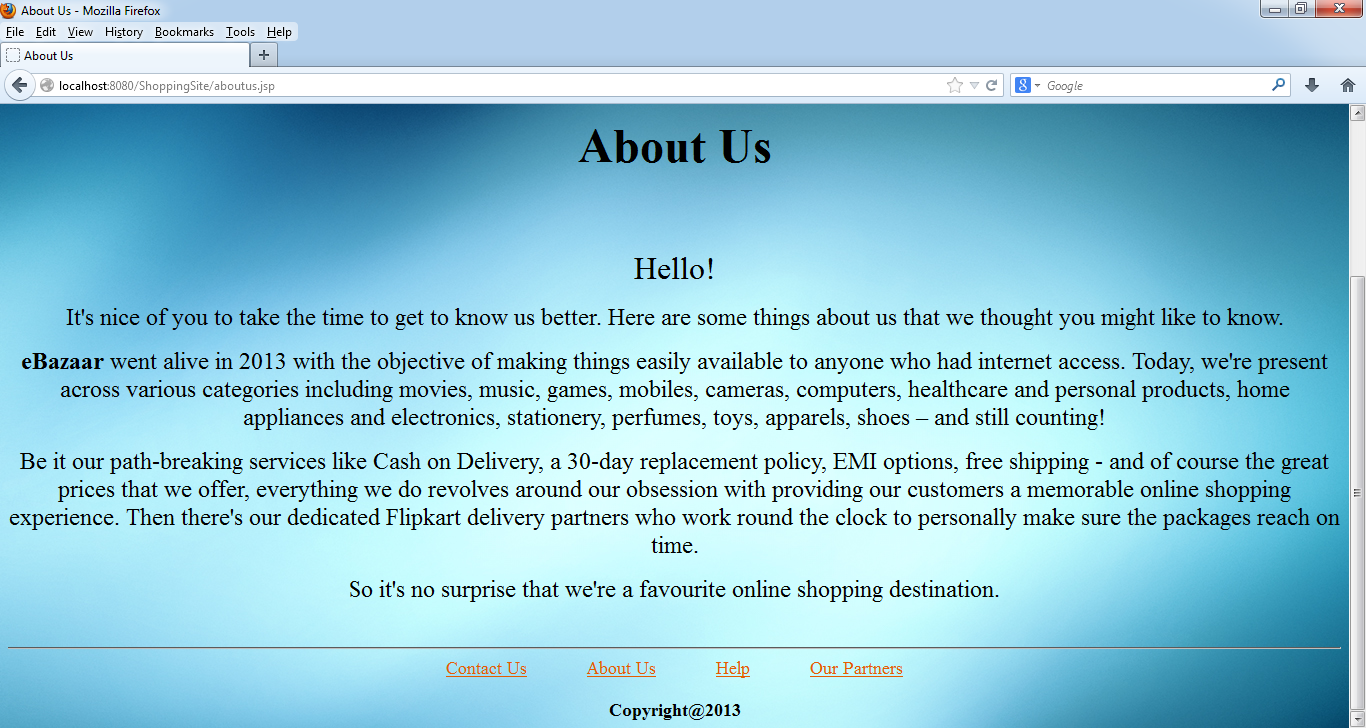 About Us - Mozilla Firefox
File Edit View History Bookmarks Tools Help
About Us
localhost:8080/ShoppingSite/aboutus.jsp
8 Google
About Us
Hello!
It's nice of you to take the time to get to know us better. Here are some things about us that we thought you might like to know.
eBazaar went alive in 2013 with the objective of making things easily available to anyone who had internet access. Today, we're present
across various categories including movies, music, games, mobiles, cameras, computers, healthcare and personal products, home
appliances and electronics, stationery, perfumes, toys, apparels, shoes – and still counting!
Be it our path-breaking services like Cash on Delivery, a 30-day replacement policy, EMI options, free shipping - and of course the great
prices that we offer, everything we do revolves around our obsession with providing our customers a memorable online shopping
experience. Then there's our dedicated Flipkart delivery partners who work round the clock to personally make sure the packages reach on
time.
So it's no surprise that we're a favourite online shopping destination.
Contact Us About Us Help Our Partners
Copyright@2013